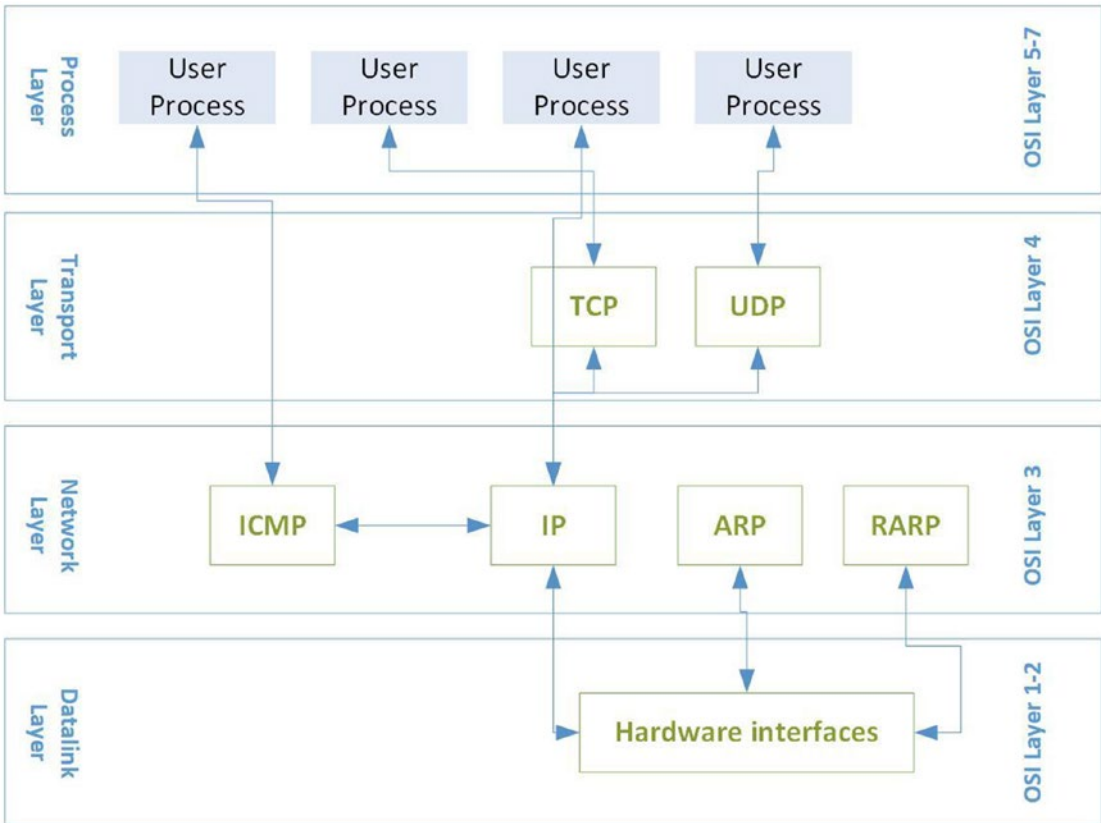 Process
Layer
User
Process
User
Process
User
Process
User
Process
OSI Layer 5-7
Transport
Layer
TCP
UDP
OSI Layer 4
Network
Layer
ICMP
IP
ARP
RARP
OSI Layer 3
Datalink
Layer
Hardware interfaces
OSI Layer 1-2